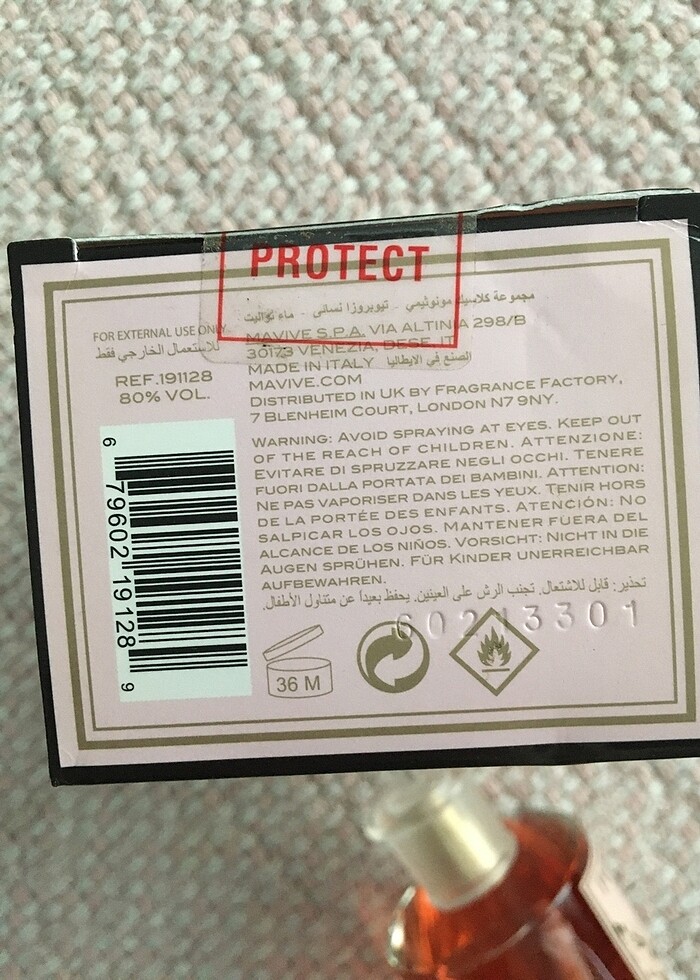 PROTECT
مجموعة كلاسيك مونوثيمي - تيوبروزا نسائى - ماء تواليت
FOR EXTERNAL USE ONLY
للاستعمال الخارجي فقط
REF.191128
80% VOL.
MAVIVE S.P.A. VIA ALTINIA 298/B
30173 VENEZIA, DESE, IT
MADE IN ITALY الصنع في الايطاليا
MAVIVE.COM
DISTRIBUTED IN UK BY FRAGRANCE FACTORY,
7 BLENHEIM COURT, LONDON N7 9NY.
WARNING: AVOID SPRAYING AT EYES. KEEP OUT
OF THE REACH OF CHILDREN. ATTENZIONE:
EVITARE DI SPRUZZARE NEGLI OCCHI. TENERE
FUORI DALLA PORTATA DEI BAMBINI. ATTENTION:
NE PAS VAPORISER DANS LES YEUX. TENIR HORS
DE LA PORTÉE DES ENFANTS. ATENCIÓN: NO
SALPICAR LOS OJOS. MANTENER FUERA DEL
ALCANCE DE LOS NIÑOS. VORSICHT: NICHT IN DIE
AUGEN SPRÜHEN. FÜR KINDER UNERREICHBAR
AUFBEWAHREN.
تحذير: قابل للاشتعال. تجنب الرش على العينين. يحفظ بعيداً عن متناول الأطفال.
6 79602 19128 9
36 M